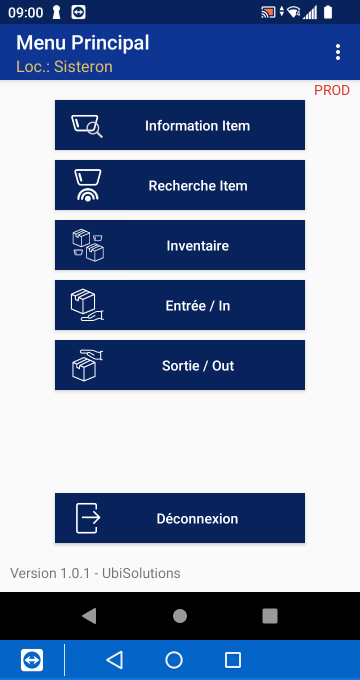 09:00
Menu Principal
Loc.: Sisteron
PROD
Information Item
Recherche Item
Inventaire
Entrée / In
Sortie / Out
Déconnexion
Version 1.0.1 - UbiSolutions